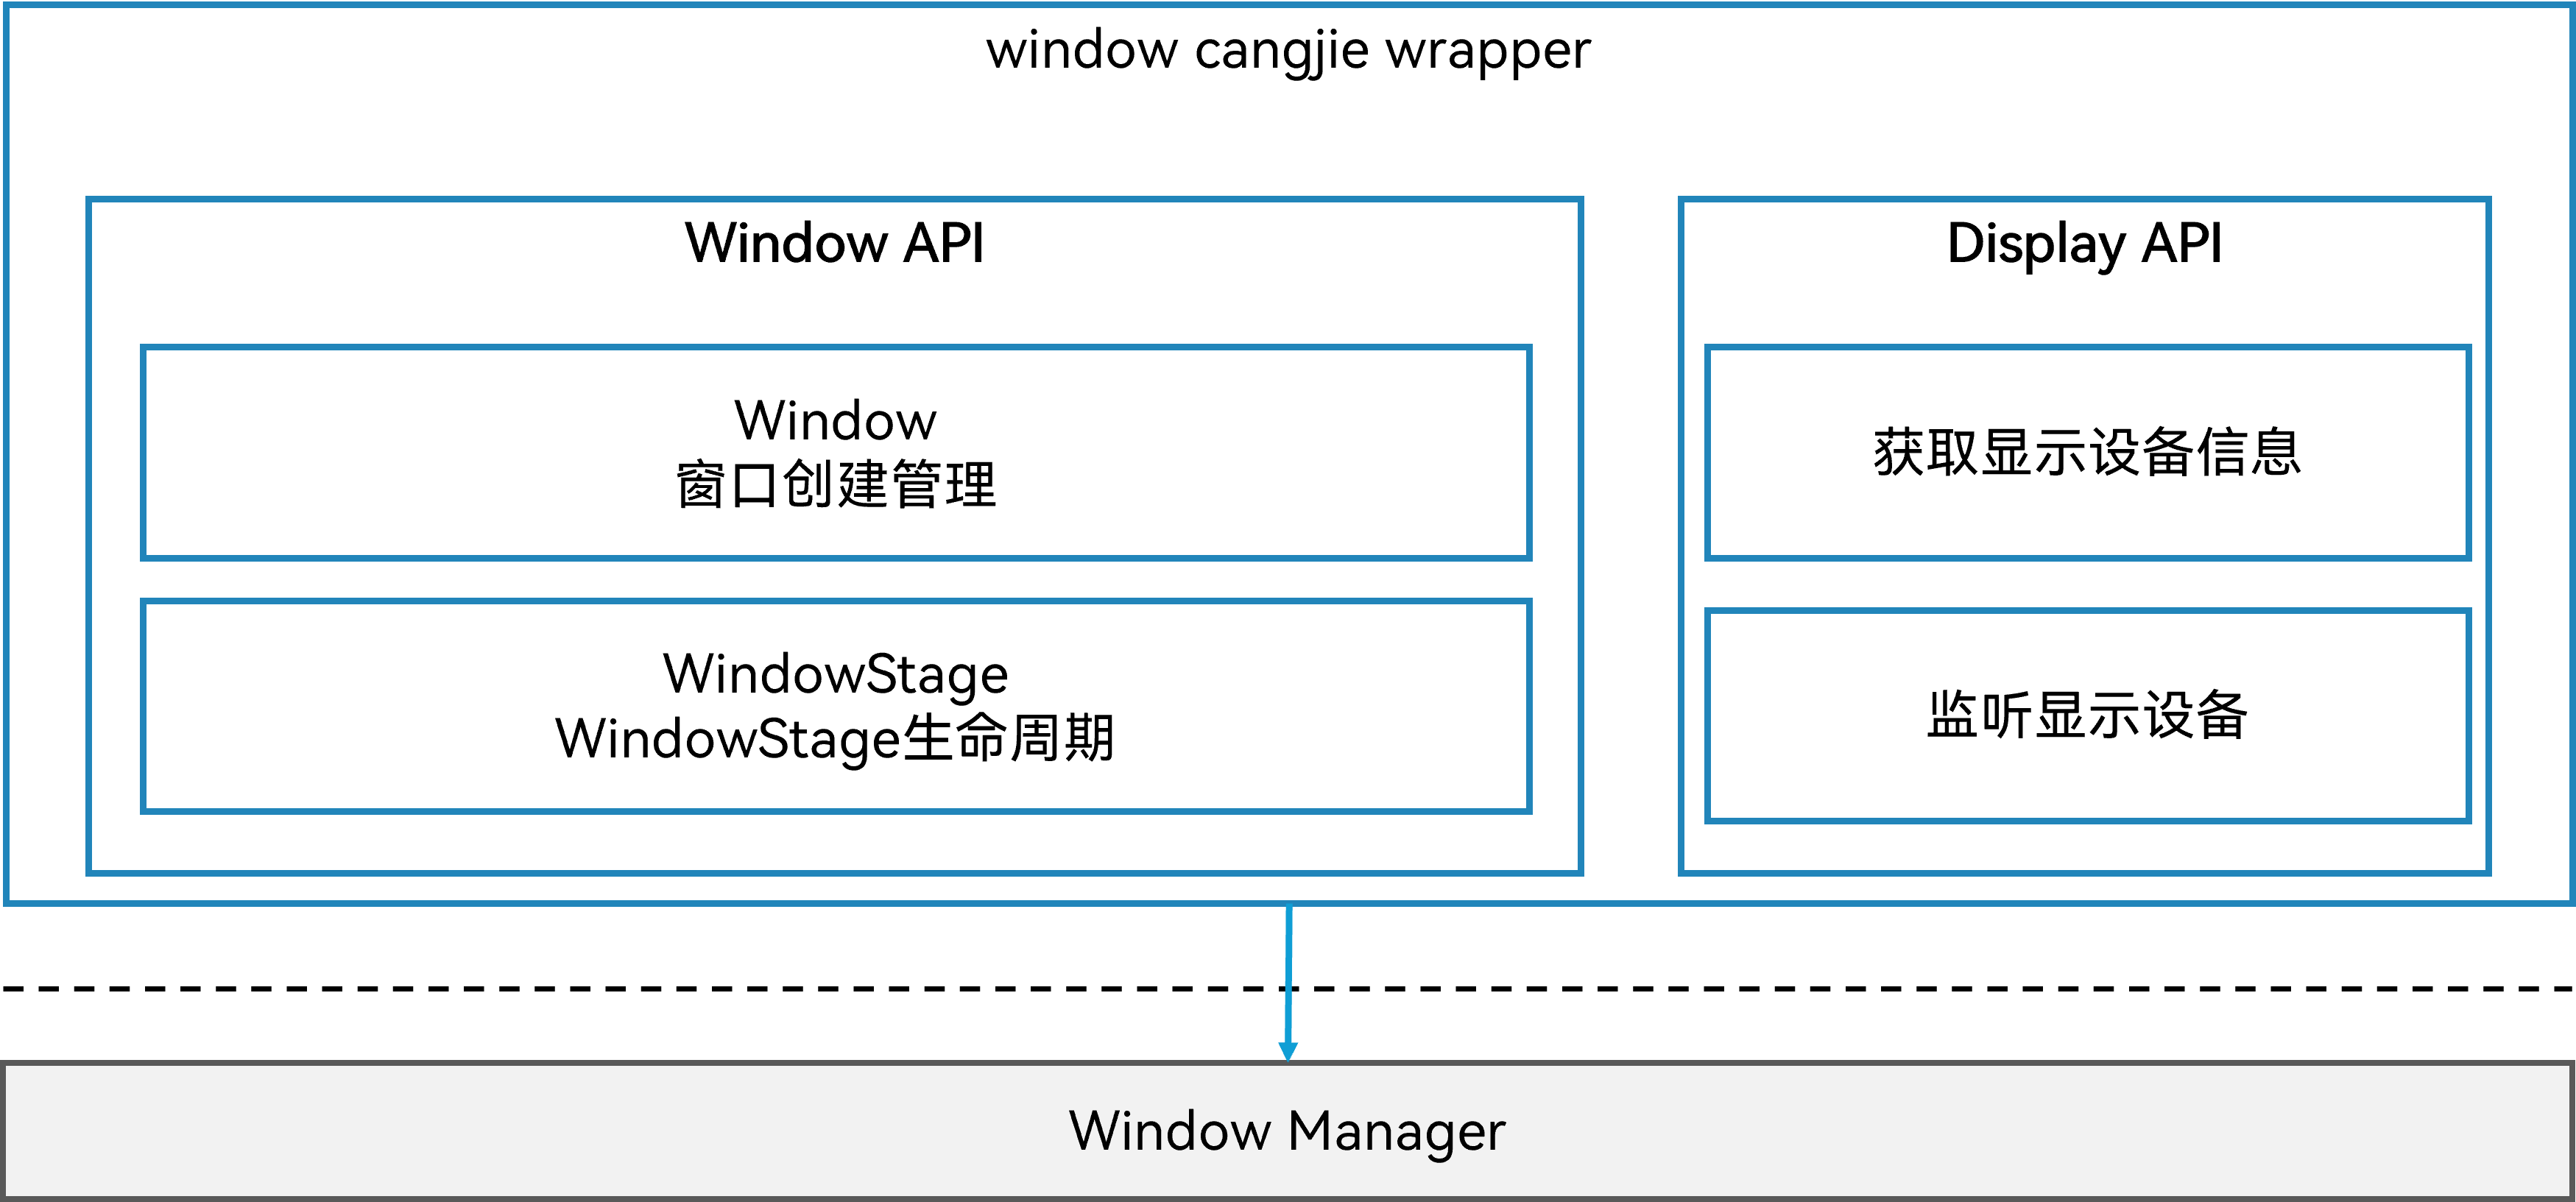 window cangjie wrapper
Window API
Window
窗口创建管理
WindowStage
WindowStage生命周期
Display API
获取显示设备信息
监听显示设备
Window Manager